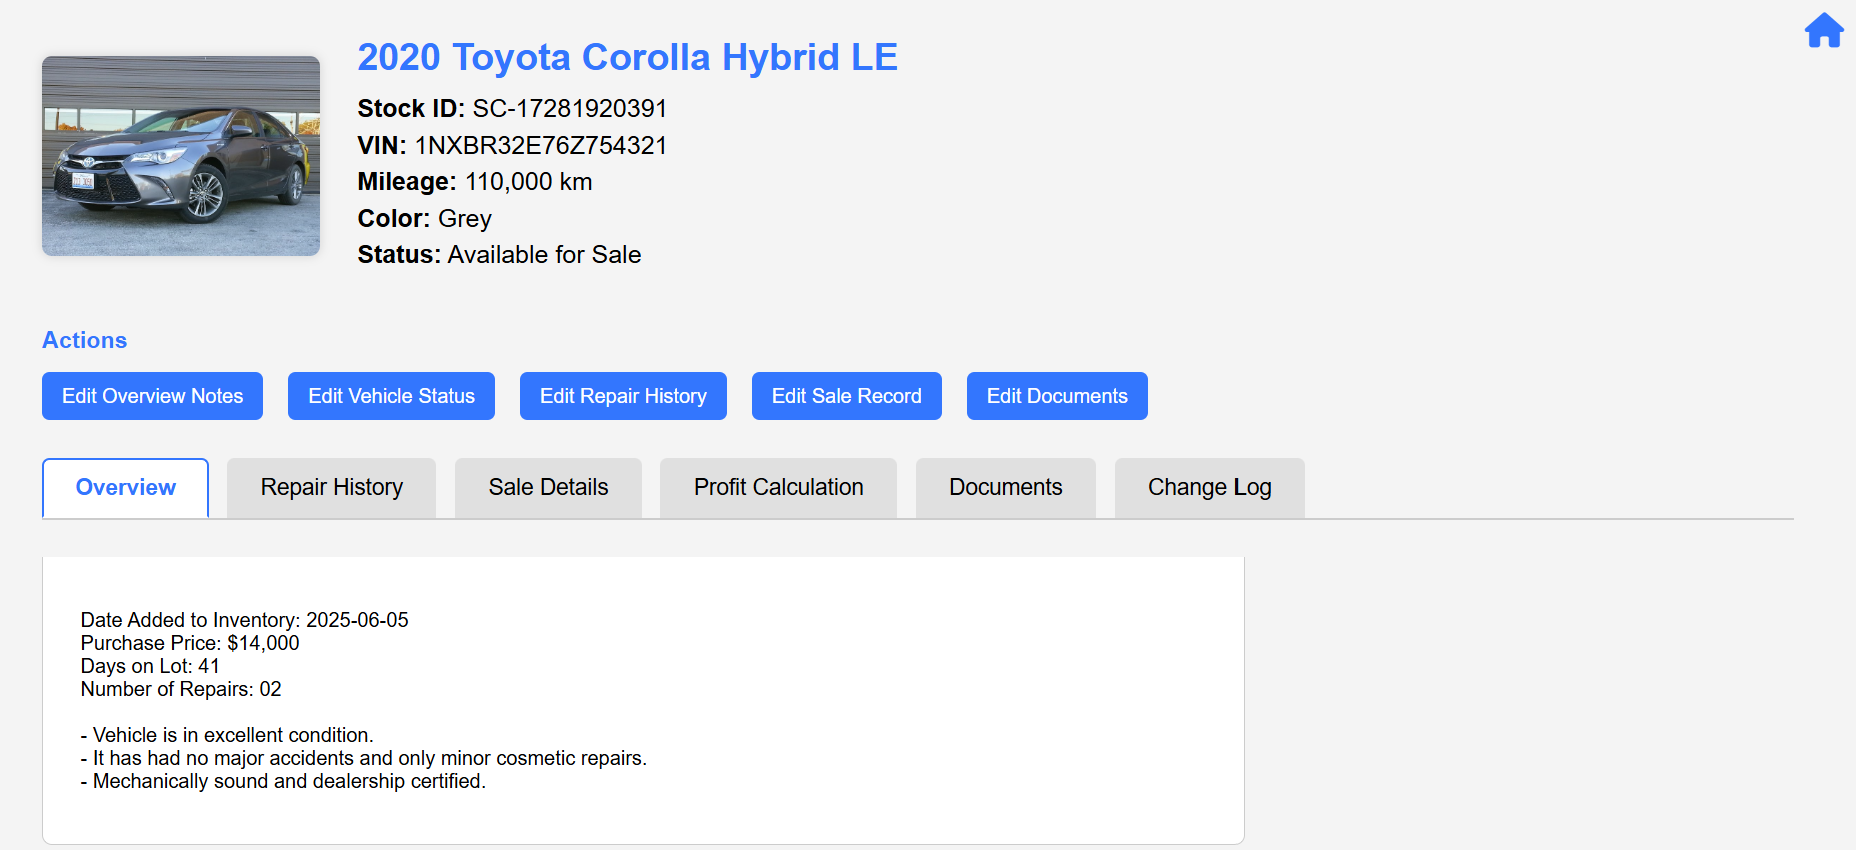 2020 Toyota Corolla Hybrid LE
Stock ID: SC-17281920391
VIN: 1NXBR32E76Z754321
Mileage: 110,000 km
Color: Grey
Status: Available for Sale
Actions
Edit Overview Notes
Edit Vehicle Status
Edit Repair History
Edit Sale Record
Edit Documents
Overview
Repair History
Sale Details
Profit Calculation
Documents
Change Log
Date Added to Inventory: 2025-06-05
Purchase Price: $14,000
Days on Lot: 41
Number of Repairs: 02
- Vehicle is in excellent condition.
- It has had no major accidents and only minor cosmetic repairs.
- Mechanically sound and dealership certified.